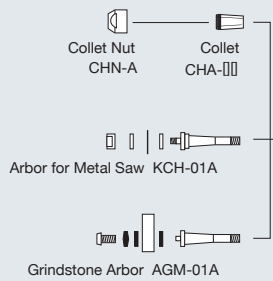 Collet Nut
CHN-A
Collet
CHA-▯▯
Arbor for Metal Saw KCH-01A
Grindstone Arbor AGM-01A